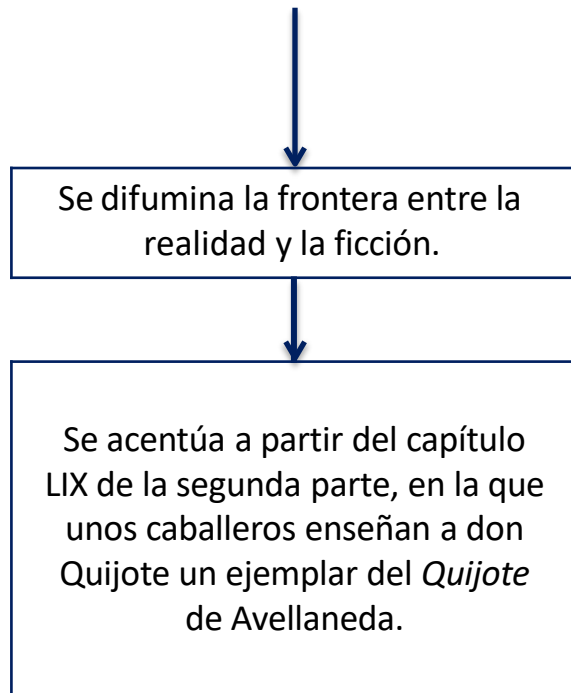 Se difumina la frontera entre la
realidad y la ficción.
Se acentúa a partir del capítulo
LIX de la segunda parte, en la que
unos caballeros enseñan a don
Quijote un ejemplar del Quijote
de Avellaneda.